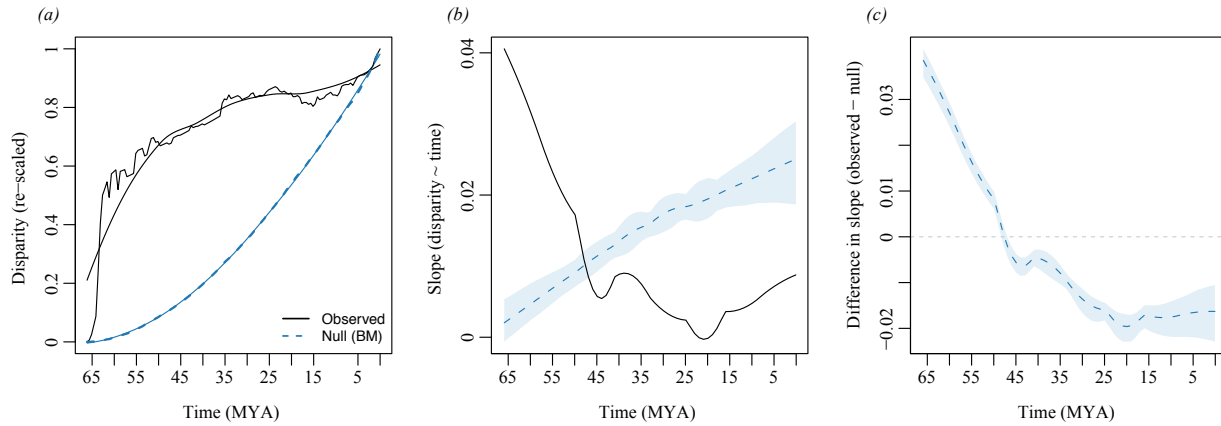 (a)
Disparity (re−scaled)
1
0.8
0.6
0.4
0.2
0
Observed
Null (BM)
65 55 45 35 25 15 5
Time (MYA)
(b)
Slope (disparity ~ time)
0.04
0.02
0
65 55 45 35 25 15 5
Time (MYA)
(c)
Difference in slope (observed − null)
0.03
0.01
0
−0.02
65 55 45 35 25 15 5
Time (MYA)